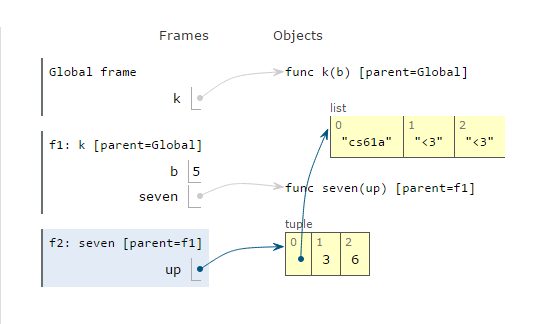 Frames
Objects
Global frame
k
func k(b) [parent=Global]
list
0 1 2
"cs61a" "<3" "<3"
f1: k [parent=Global]
b 5
seven
func seven(up) [parent=f1]
tuple
f2: seven [parent=f1]
up
0 1 2
3 6